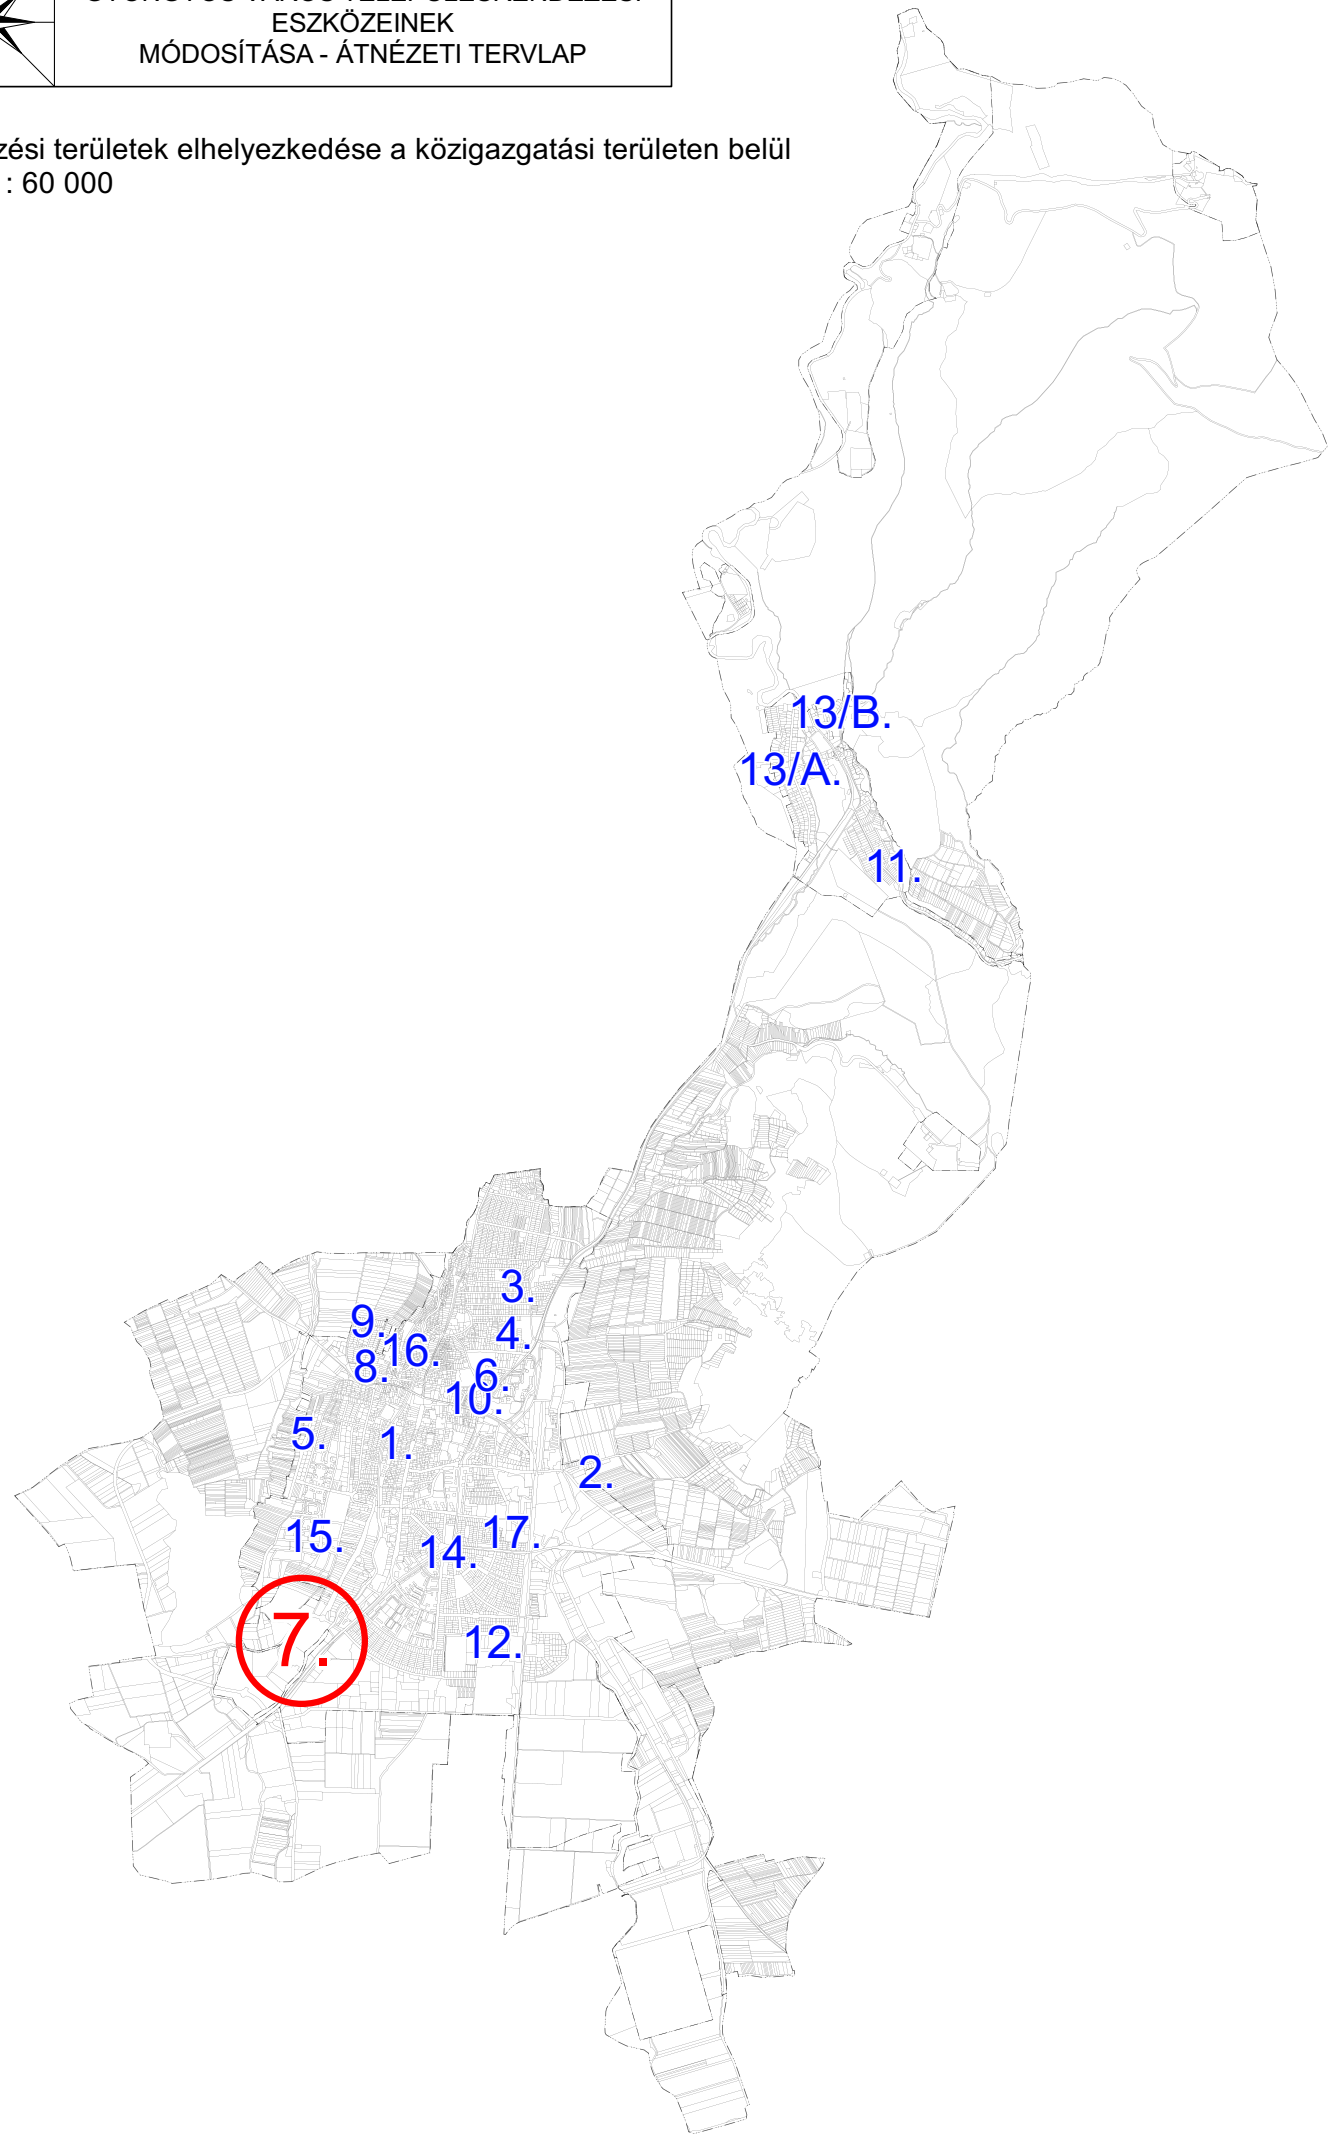 ESZKÖZEINEK
MÓDOSÍTÁSA - ÁTNÉZETI TERVLAP
területek elhelyezkedése a közigazgatási területen belül
: 60 000
13/B.
13/A.
11.
3.
9.
4.
16.
8.
6.
10.
5.
1.
2.
15.
17.
14.
7.
12.